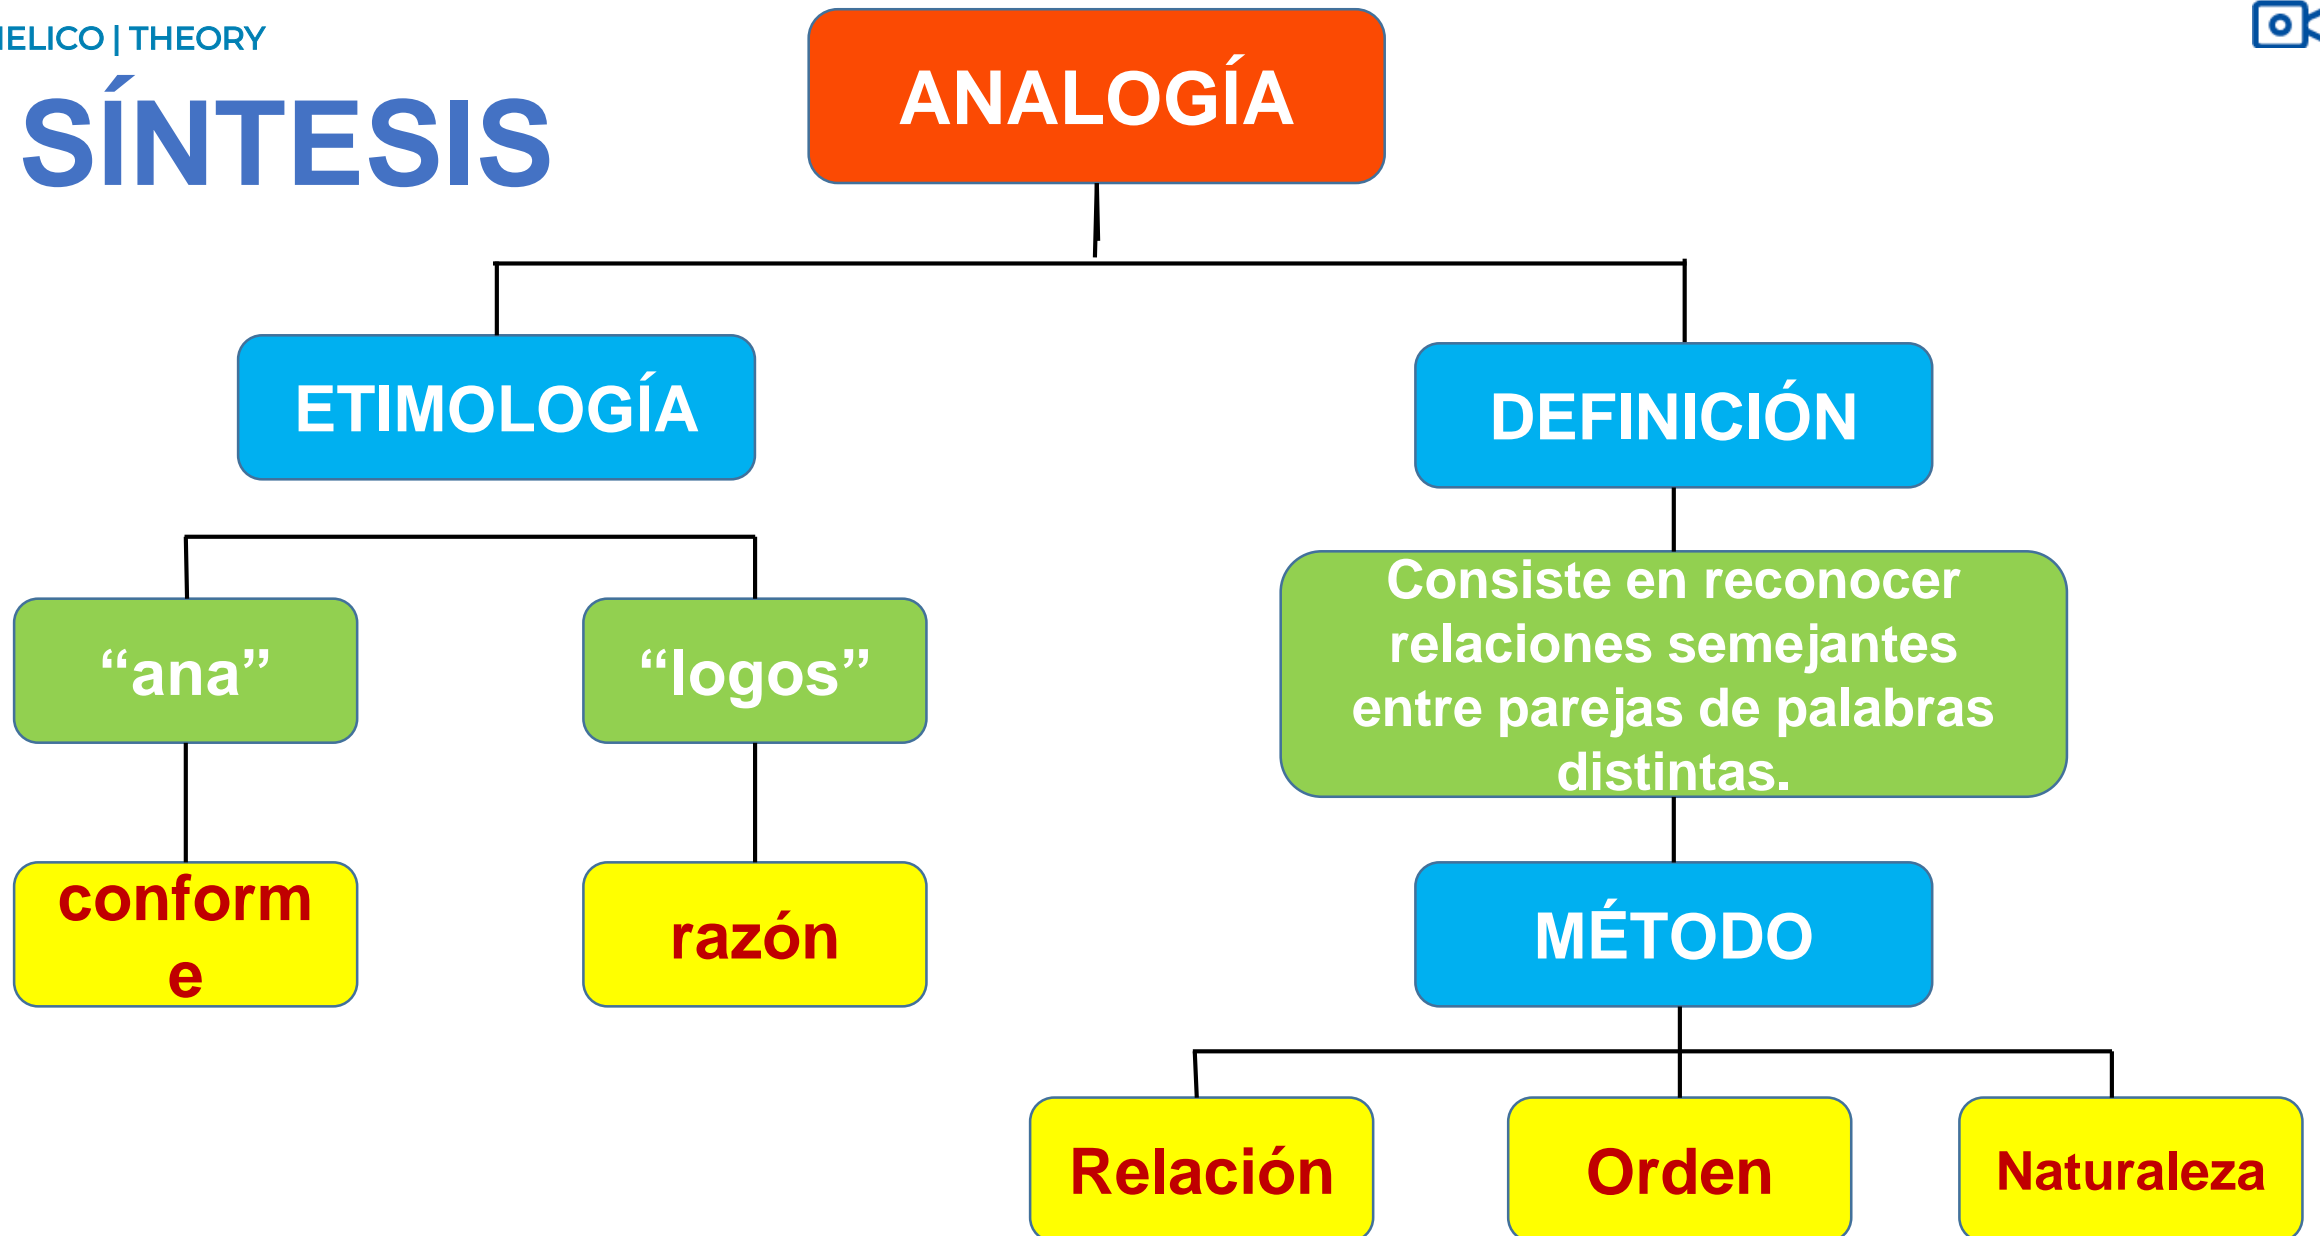 HELICO | THEORY
SÍNTESIS
ANALOGÍA
ETIMOLOGÍA
DEFINICIÓN
“ana”
“logos”
Consiste en reconocer
relaciones semejantes
entre parejas de palabras
distintas.
conform
e
razón
MÉTODO
Relación
Orden
Naturaleza